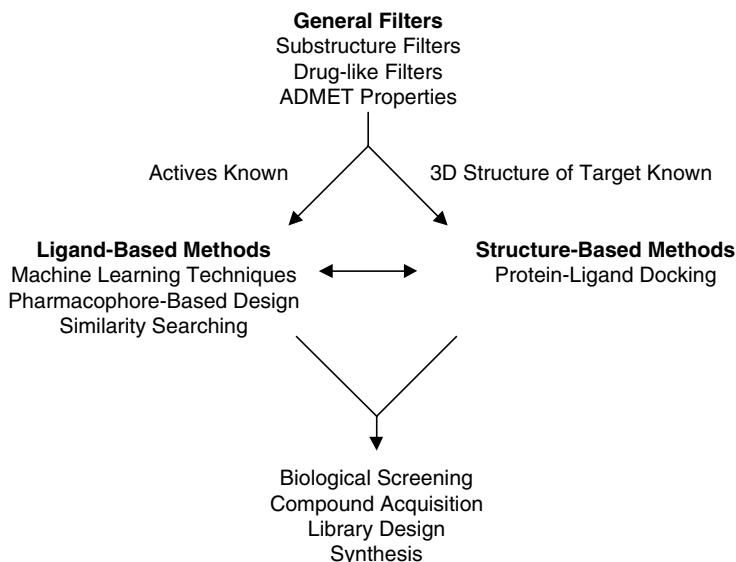 General Filters
Substructure Filters
Drug-like Filters
ADMET Properties
Actives Known
3D Structure of Target Known
Ligand-Based Methods
Machine Learning Techniques
Pharmacophore-Based Design
Similarity Searching
Structure-Based Methods
Protein-Ligand Docking
Biological Screening
Compound Acquisition
Library Design
Synthesis